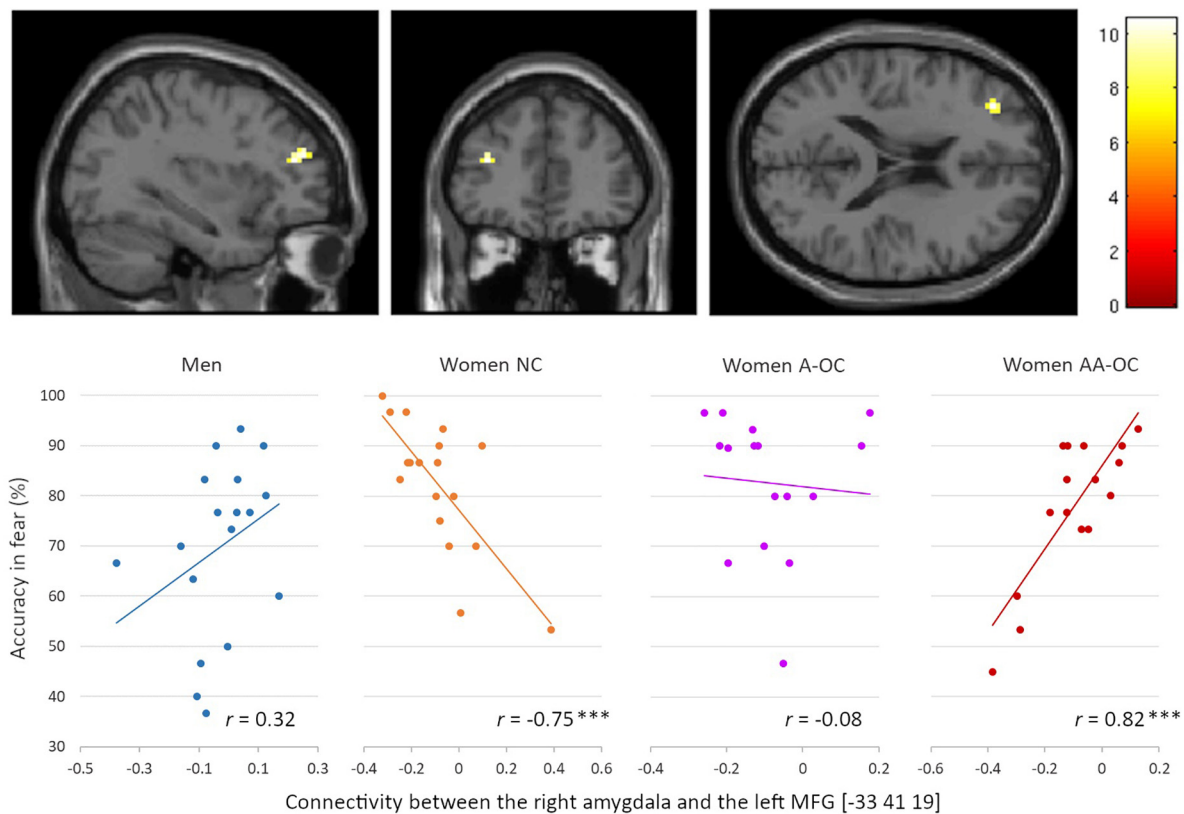 10
8
6
4
2
0
Men Women NC Women A-OC Women AA-OC
Accuracy in fear (%)
100
90
80
70
60
50
40
30
r = 0.32 r = -0.75*** r = -0.08 r = 0.82***
-0.5 -0.3 -0.1 0.1 0.3 -0.4 -0.2 0 0.2 0.4 0.6 -0.4 -0.2 0 0.2 -0.6 -0.4 -0.2 0 0.2
Connectivity between the right amygdala and the left MFG [-33 41 19]